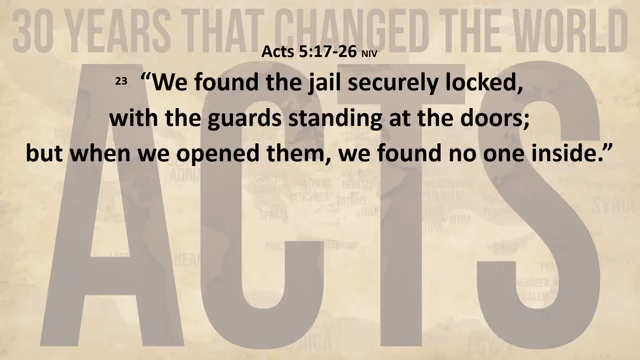 30 YEARS THAT CHANGED THE WORLD
Acts 5:17-26 NIV
23 “We found the jail securely locked,
with the guards standing at the doors;
but when we opened them, we found no one inside.”
ACTS
SYRIA